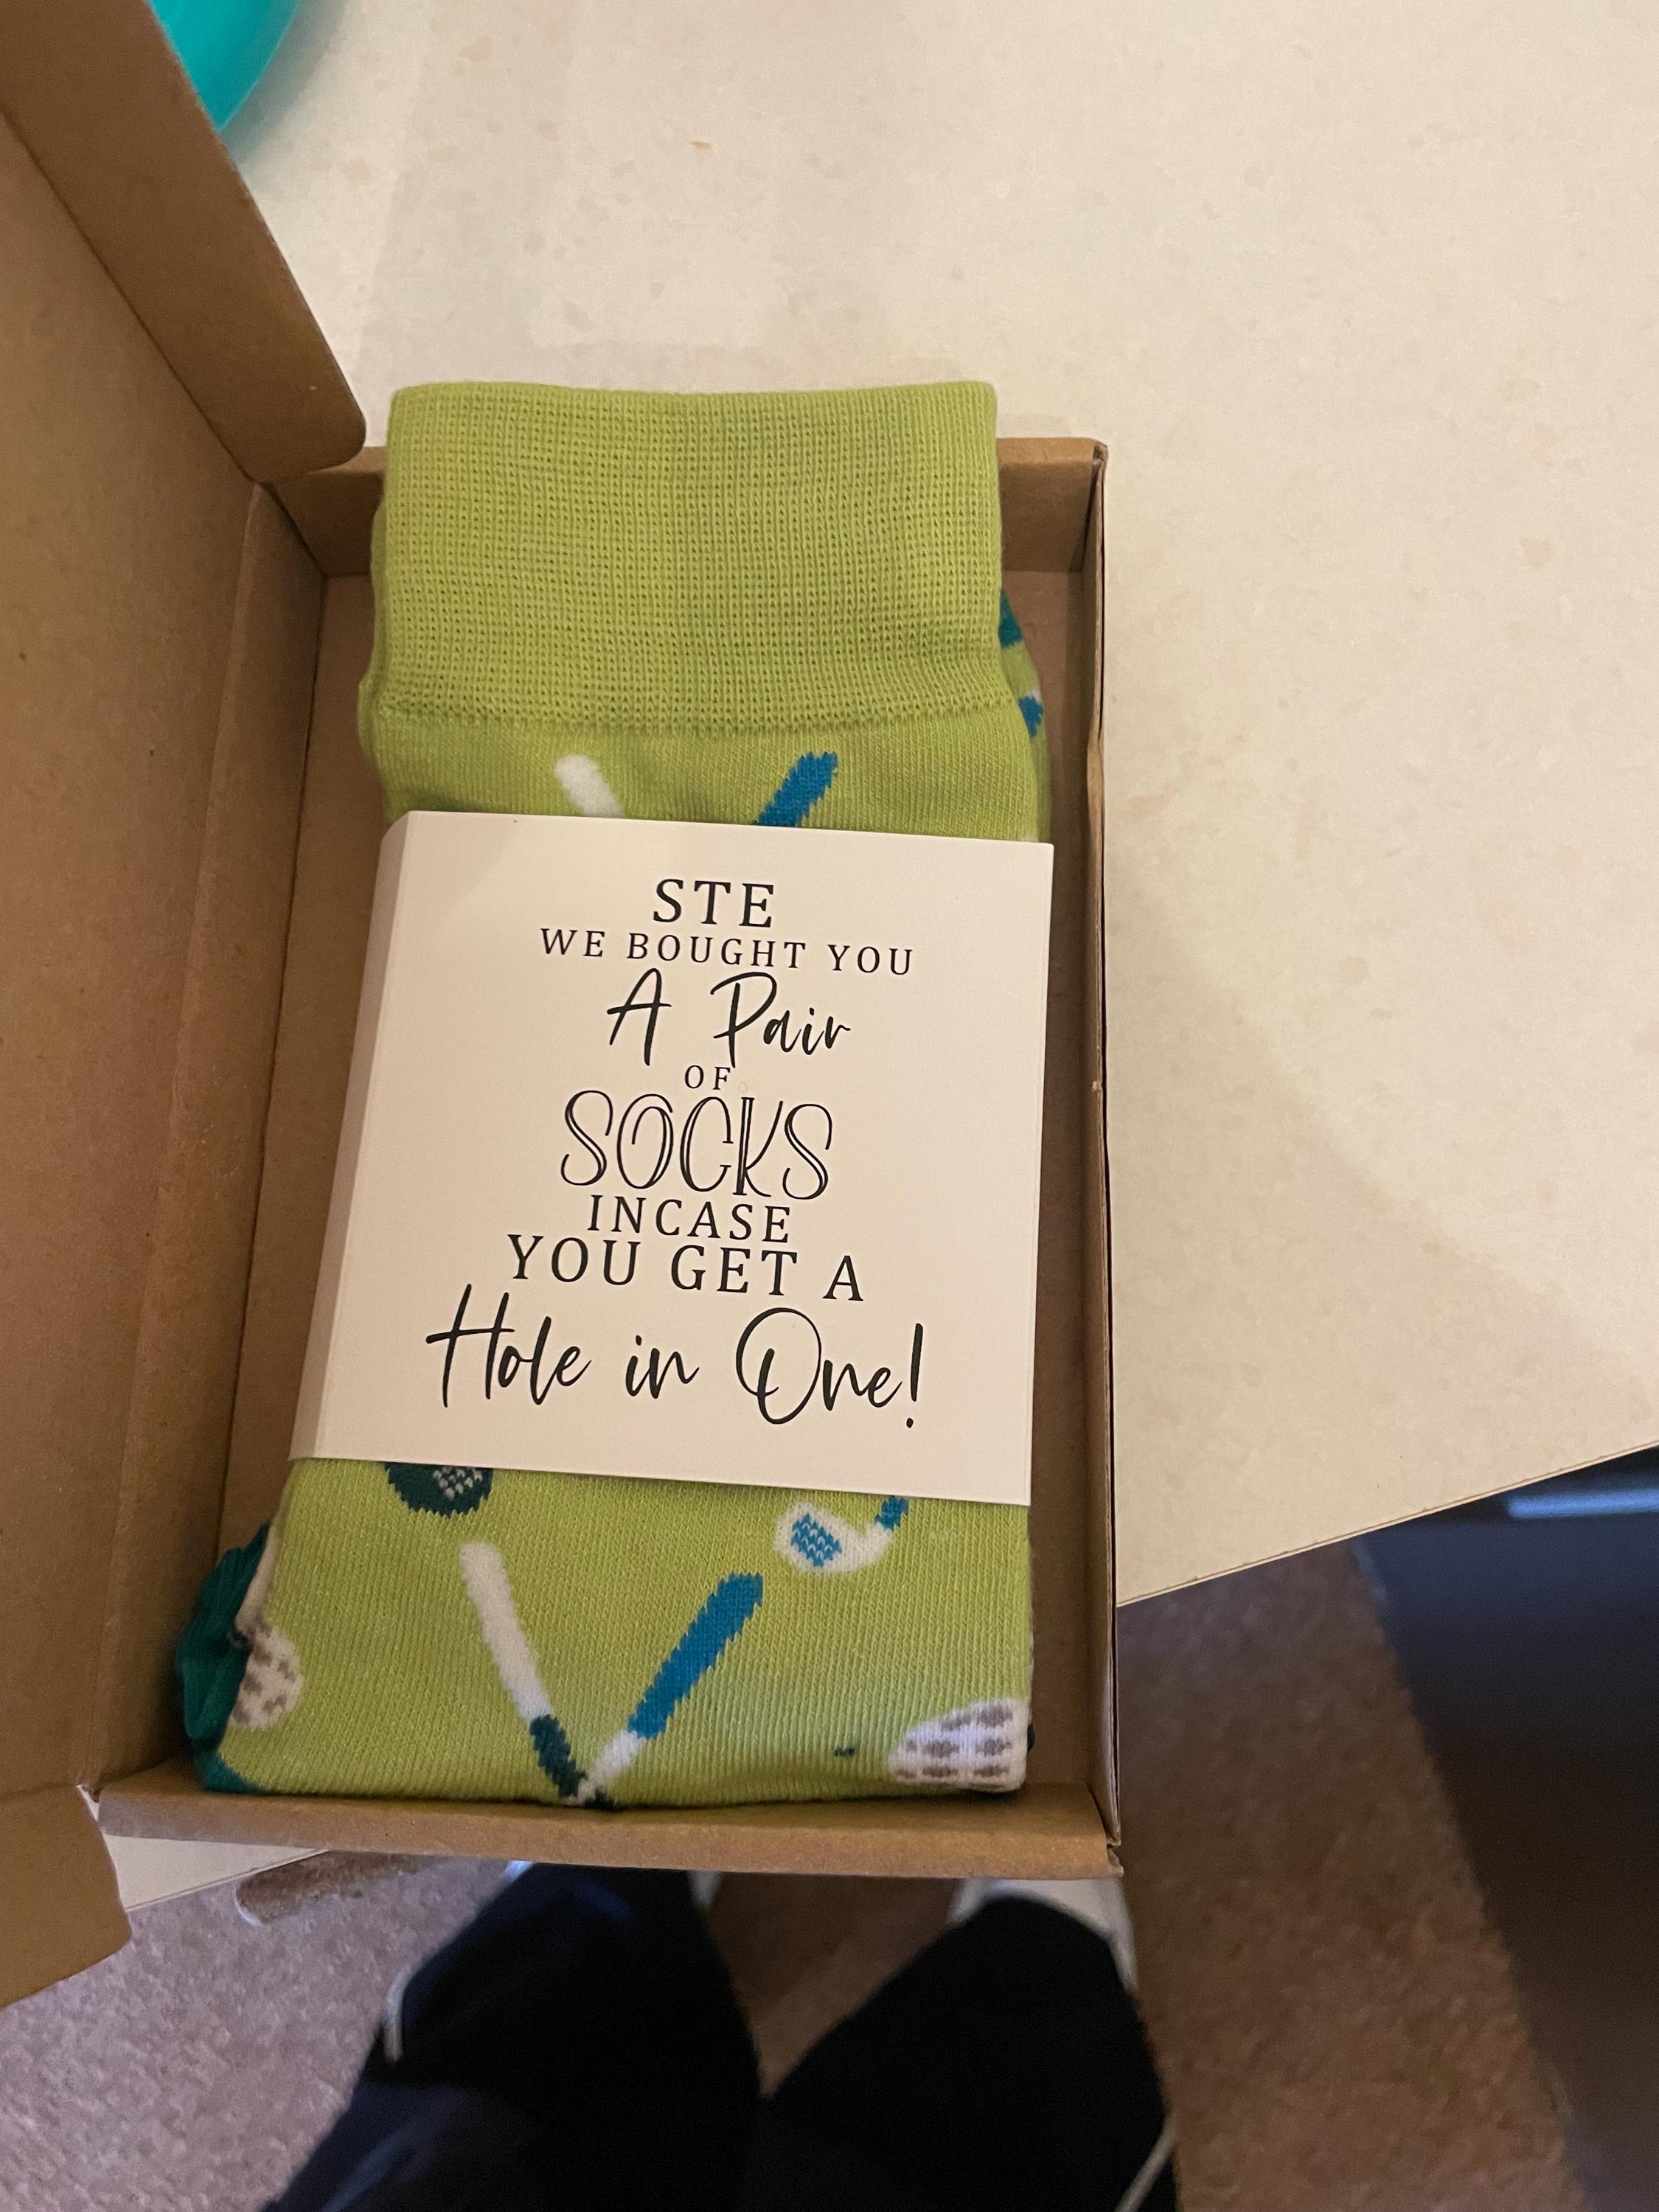 STE
WE BOUGHT YOU
A Pair
OF
SOCKS
INCASE
YOU GET A
Hole in One!